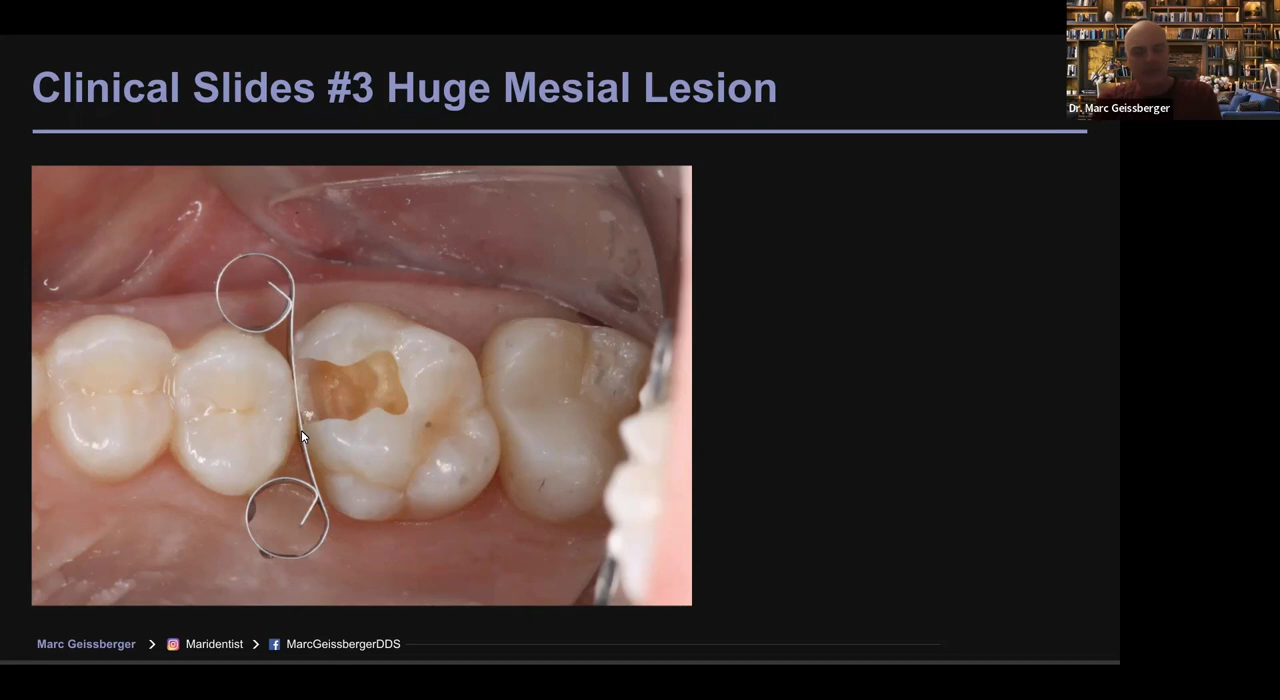 Clinical Slides #3 Huge Mesial Lesion
Dr. Marc Geissberger
Marc Geissberger > Maridentist > MarcGeissbergerDDS